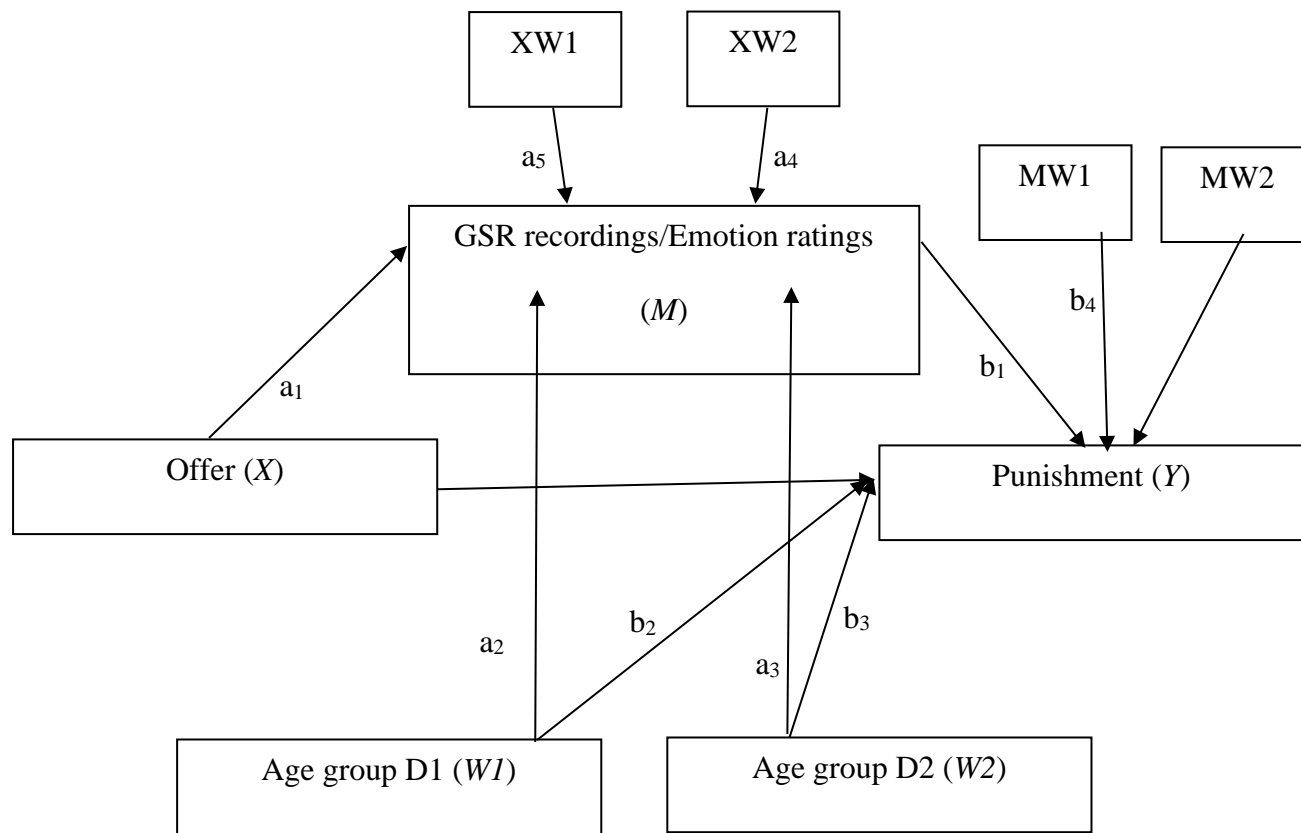 XW1
XW2
a5
a4
MW1
MW2
GSR recordings/Emotion ratings
(M)
b4
b1
a1
Offer (X)
Punishment (Y)
a2
b2
a3
b3
Age group D1 (W1)
Age group D2 (W2)